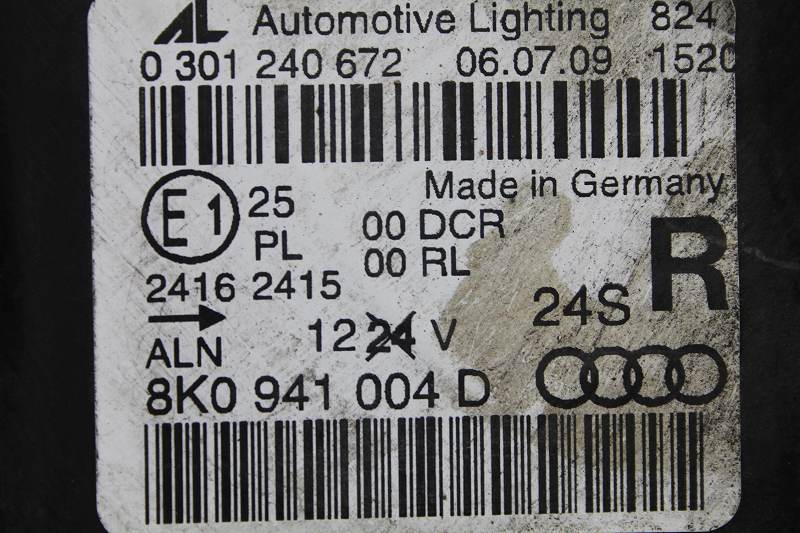 AL Automotive Lighting 824
0 301 240 672 06.07.09 1520
Made in Germany
E1 25
PL
00 DCR
00 RL
R
2416 2415
24S
12 24 V
ALN
8K0 941 004 D